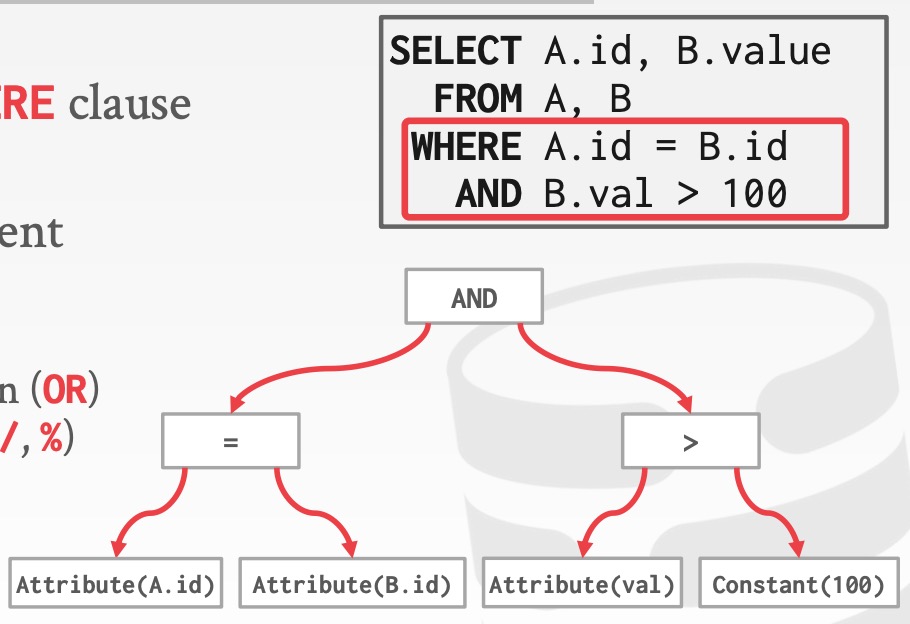 SELECT A.id, B.value
FROM A, B
WHERE A.id = B.id
AND B.val > 100
RE clause
ent
n (OR)
/, %)
AND
= >
Attribute(A.id) Attribute(B.id) Attribute(val) Constant(100)